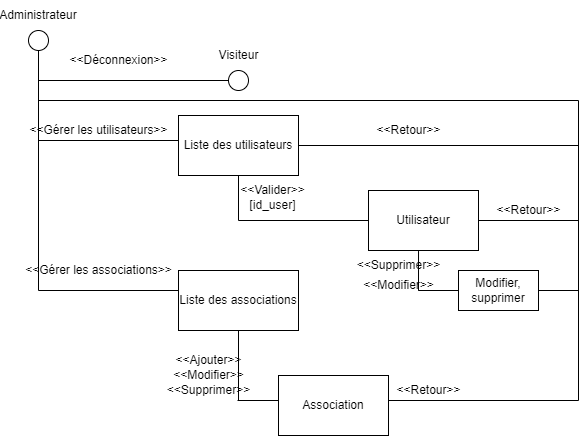 Administrateur
<<Déconnexion>>
Visiteur
<<Gérer les utilisateurs>>
Liste des utilisateurs
<<Retour>>
<<Valider>>
[id_user]
Utilisateur
<<Retour>>
<<Supprimer>>
<<Modifier>>
Modifier,
supprimer
<<Gérer les associations>>
Liste des associations
<<Ajouter>>
<<Modifier>>
<<Supprimer>>
Association
<<Retour>>